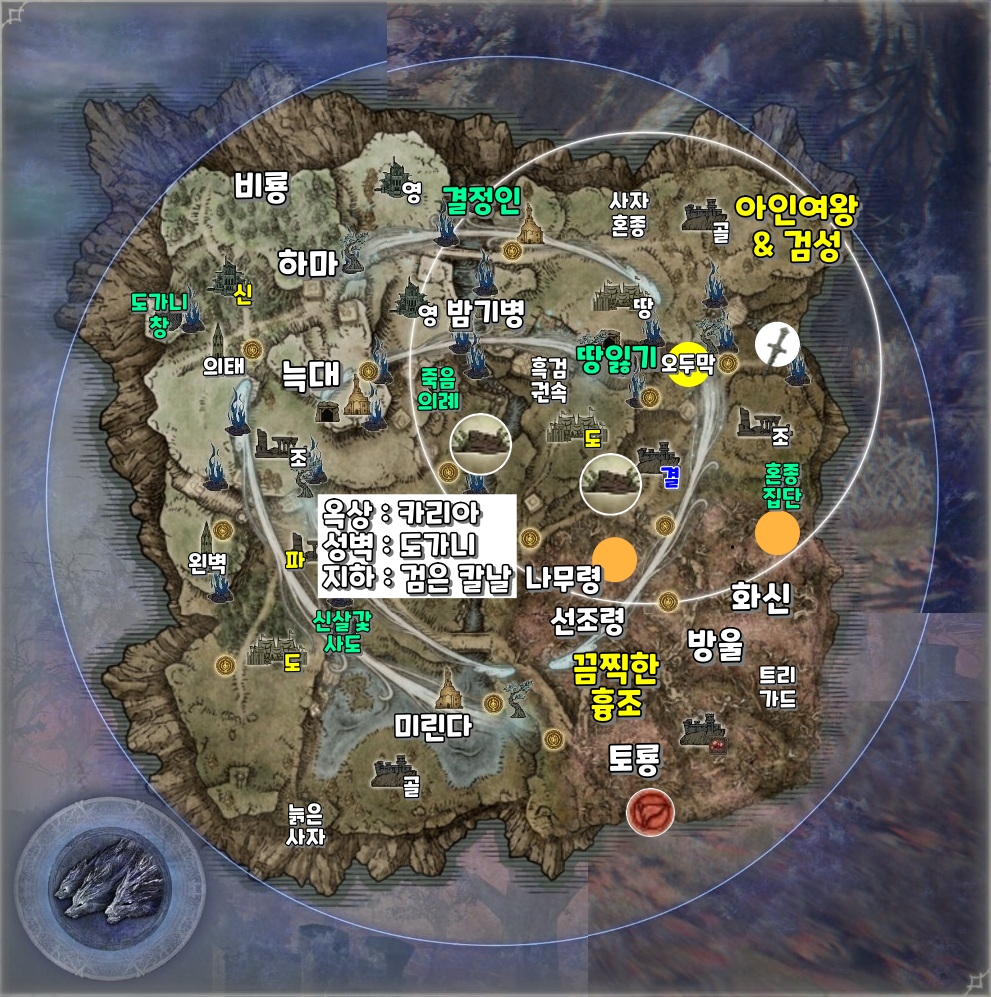 비룡
영
결정인
사자
혼종
골
아인여왕
& 검성
하마
도가니
창
신
영
밤기병
땅
의태
늑대
죽음
의례
흑검
권속
땅잃기
오두막
조
도
결
조
혼종
집단
옥상 : 카리아
성벽 : 도가니
지하 : 검은 칼날
왼벽
파
나무령
화신
신살갗
사도
선조령
방울
도
끔찍한
흉조
트리
가드
미린다
토룡
골
늙은
사자